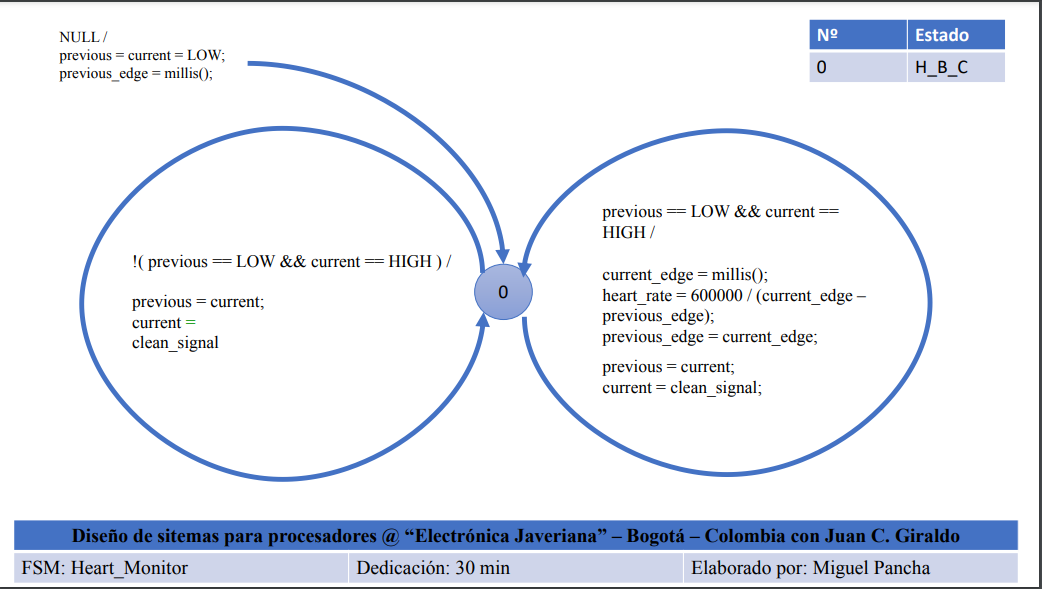 NULL /
previous = current = LOW;
previous_edge = millis();
Nº Estado
0 H_B_C
!( previous == LOW && current == HIGH ) /
previous = current;
current =
clean_signal
0
previous == LOW && current ==
HIGH /
current_edge = millis();
heart_rate = 600000 / (current_edge –
previous_edge);
previous_edge = current_edge;
previous = current;
current = clean_signal;
Diseño de sitemas para procesadores @ “Electrónica Javeriana” – Bogotá – Colombia con Juan C. Giraldo
FSM: Heart_Monitor Dedicación: 30 min Elaborado por: Miguel Pancha